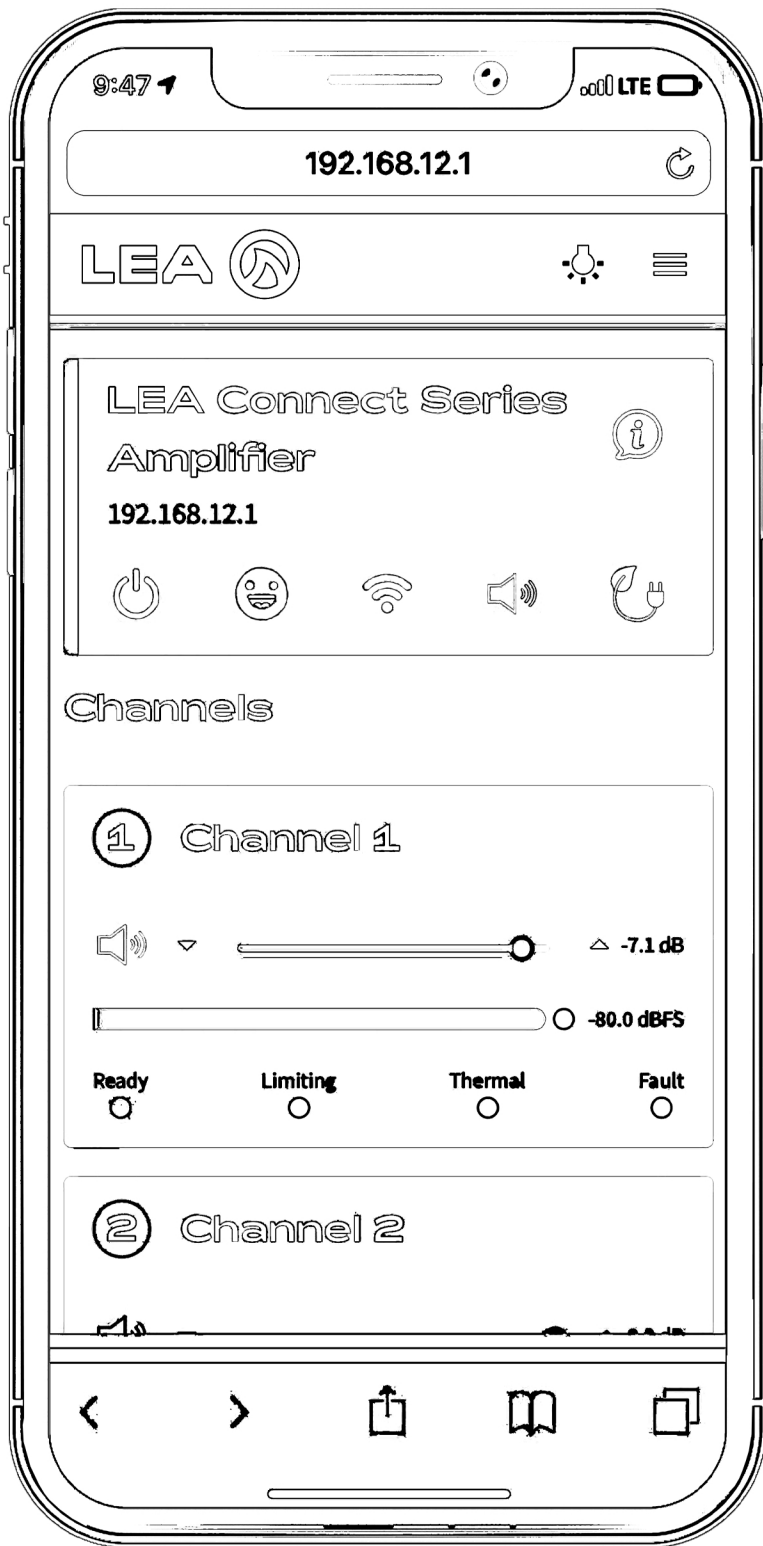 9:47
LTE
192.168.12.1
LEA
LEA Connect Series
Amplifier
192.168.12.1
Channels
1 Channel 1
-7.1 dB
-80.0 dBFS
Ready Limiting Thermal Fault
2 Channel 2